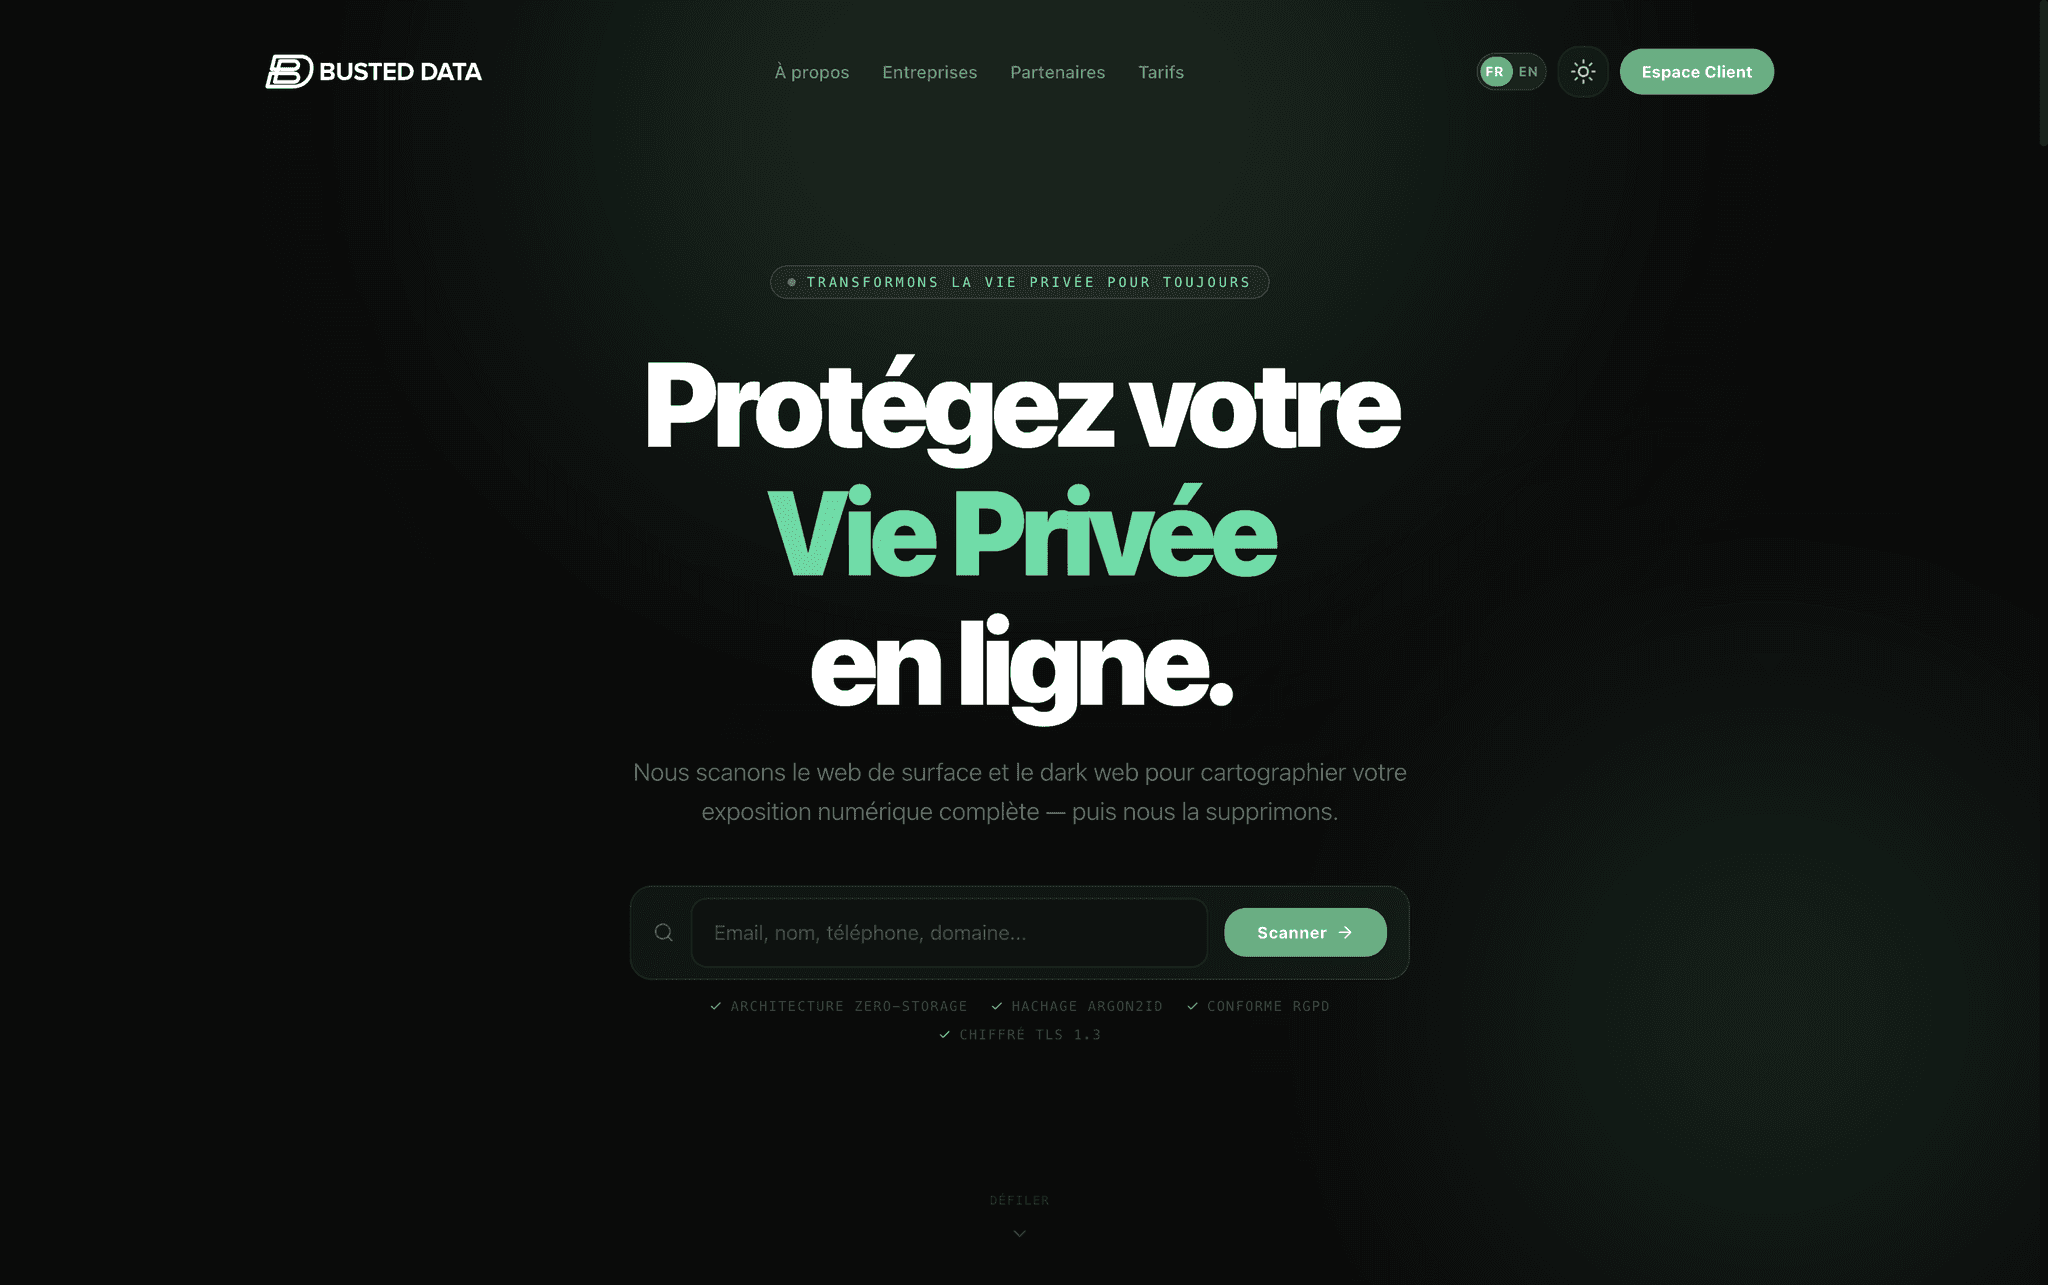 BUSTED DATA
À propos
Entreprises
Partenaires
Tarifs
FR EN
Espace Client
TRANSFORMONS LA VIE PRIVÉE POUR TOUJOURS
Protégez votre
Vie Privée
en ligne.
Nous scanons le web de surface et le dark web pour cartographier votre
exposition numérique complète — puis nous la supprimons.
Email, nom, téléphone, domaine...
Scanner →
✓ ARCHITECTURE ZERO-STORAGE ✓ HACHAGE ARGON2ID ✓ CONFORME RGPD
✓ CHIFFRÉ TLS 1.3
DÉFILER